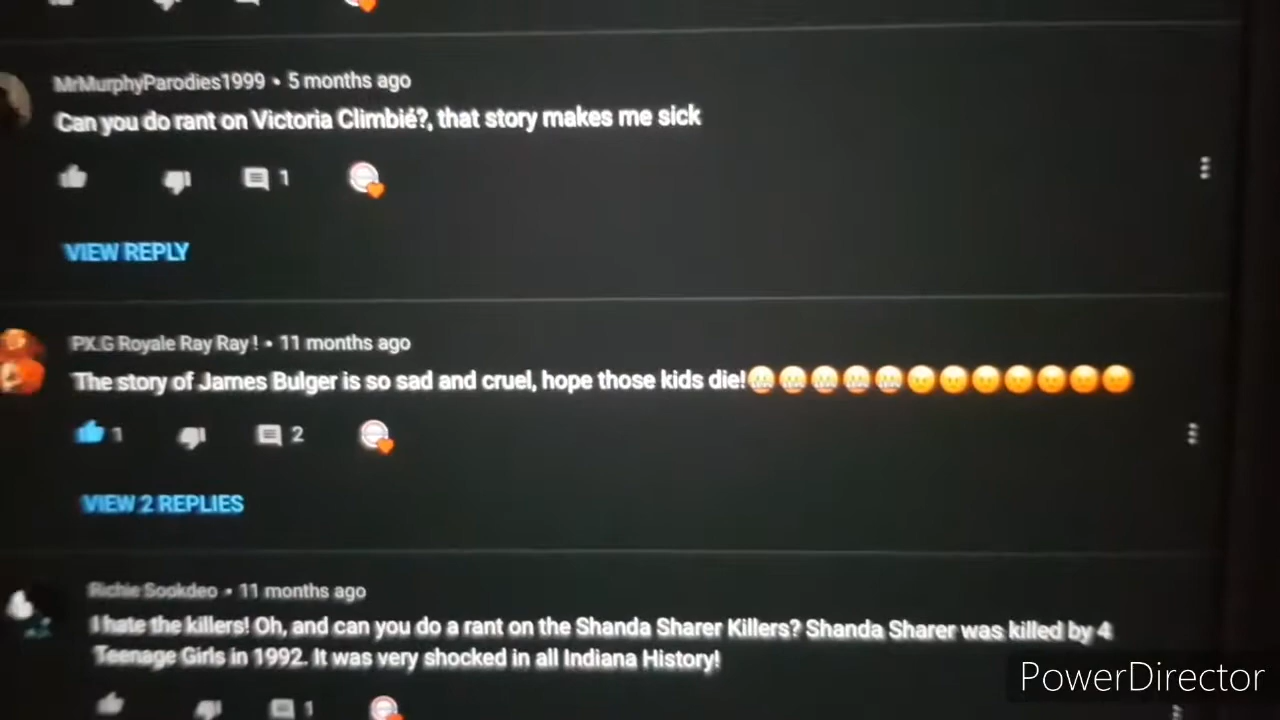 MrMurphyParodies1999 • 5 months ago
Can you do rant on Victoria Climbié?, that story makes me sick
1
VIEW REPLY
PX.G Royale Ray Ray ! • 11 months ago
The story of James Bulger is so sad and cruel, hope those kids die!😬😬😬😬😬😠😠😠😠😠😠😠
1 2
VIEW 2 REPLIES
Richie Sookdeo • 11 months ago
I hate the killers! Oh, and can you do a rant on the Shanda Sharer Killers? Shanda Sharer was killed by 4
Teenage Girls in 1992. It was very shocked in all Indiana History!
1
PowerDirector